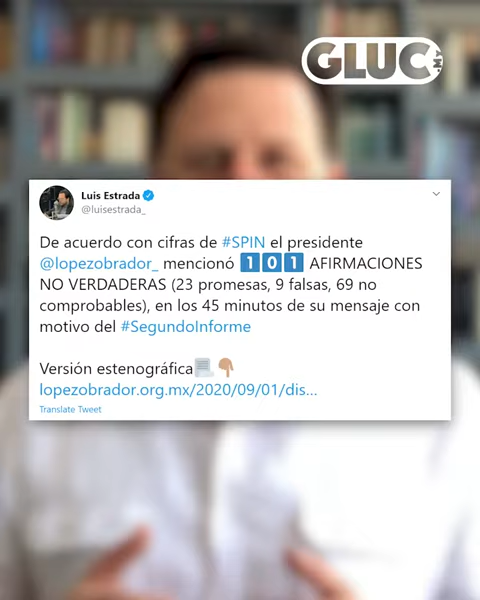 GLUC.MX
Luis Estrada
@luisestrada_
De acuerdo con cifras de #SPIN el presidente
@lopezobrador_ mencionó 1️⃣0️⃣1️⃣ AFIRMACIONES
NO VERDADERAS (23 promesas, 9 falsas, 69 no
comprobables), en los 45 minutos de su mensaje con
motivo del #SegundoInforme
Versión estenográfica📃👇🏽
lopezobrador.org.mx/2020/09/01/dis...
Translate Tweet